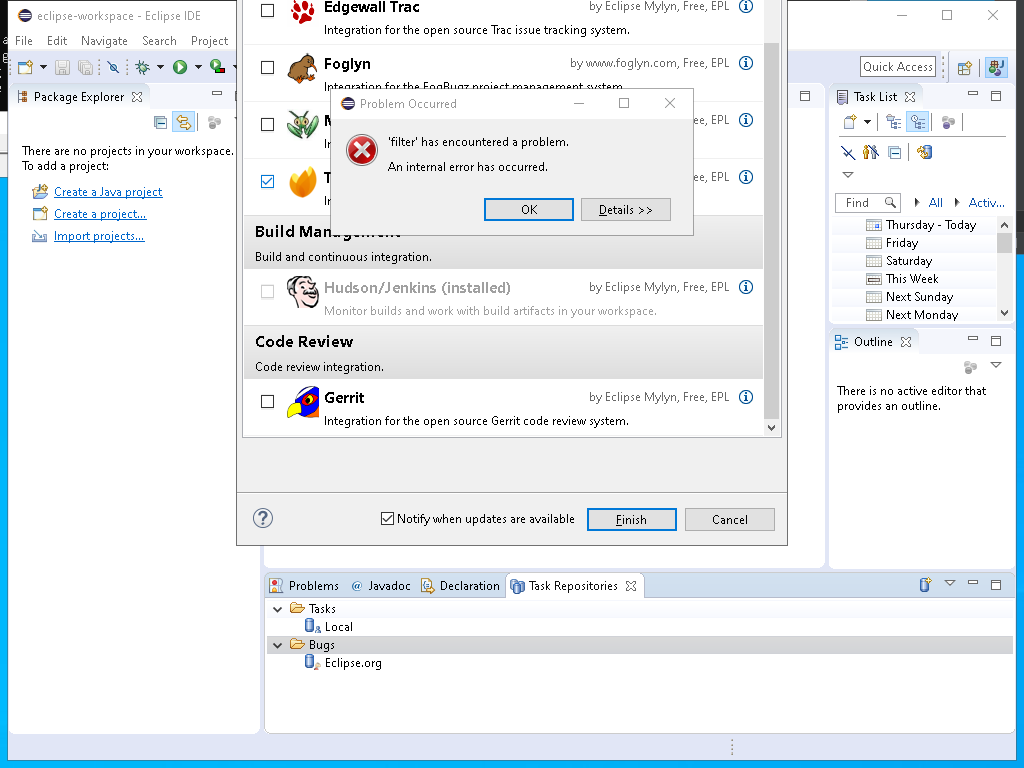 eclipse-workspace - Eclipse IDE
File Edit Navigate Search Project
Quick Access
Package Explorer
There are no projects in your workspace.
To add a project:
Create a Java project
Create a project...
Import projects...
Edgewall Trac
by Eclipse Mylyn, Free, EPL
Integration for the open source Trac issue tracking system.
Foglyn
by www.foglyn.com, Free, EPL
Integration for the FogBugz project management system.
Problem Occurred
'filter' has encountered a problem.
An internal error has occurred.
OK
Details >>
ee, EPL
ee, EPL
Build Management
Build and continuous integration.
Hudson/Jenkins (installed)
by Eclipse Mylyn, Free, EPL
Monitor builds and work with build artifacts in your workspace.
Code Review
Code review integration.
Gerrit
by Eclipse Mylyn, Free, EPL
Integration for the open source Gerrit code review system.
Notify when updates are available
Finish
Cancel
Task List
Find
All
Activ...
Thursday - Today
Friday
Saturday
This Week
Next Sunday
Next Monday
Outline
There is no active editor that
provides an outline.
Problems
@ Javadoc
Declaration
Task Repositories
Tasks
Local
Bugs
Eclipse.org